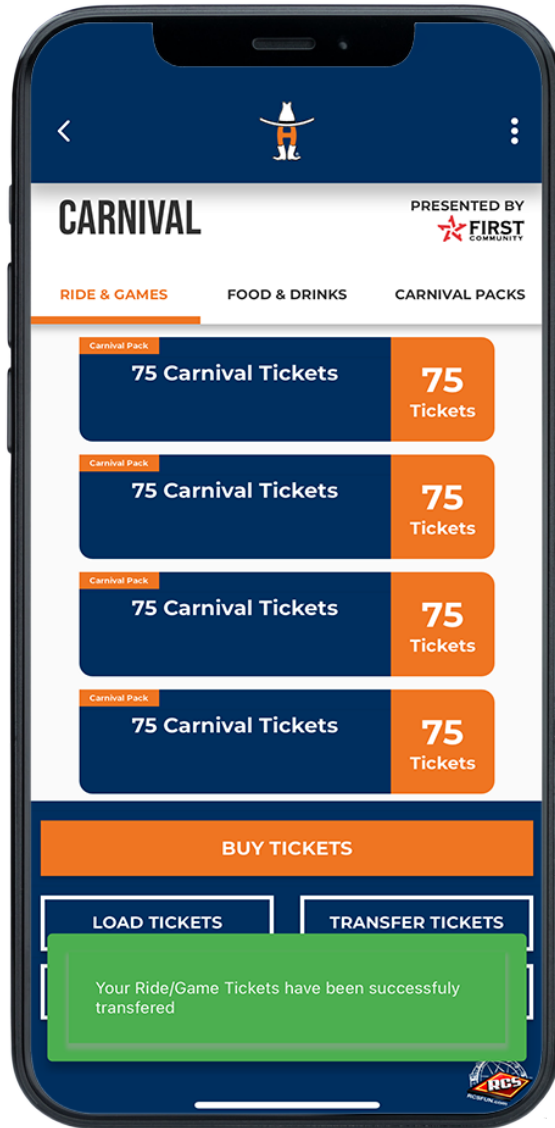 H
CARNIVAL
PRESENTED BY
FIRST
COMMUNITY
RIDE & GAMES
FOOD & DRINKS
CARNIVAL PACKS
Carnival Pack
75 Carnival Tickets
75
Tickets
Carnival Pack
75 Carnival Tickets
75
Tickets
Carnival Pack
75 Carnival Tickets
75
Tickets
Carnival Pack
75 Carnival Tickets
75
Tickets
BUY TICKETS
LOAD TICKETS
TRANSFER TICKETS
Your Ride/Game Tickets have been successfuly
transfered
RCS
RCSFUN.COM